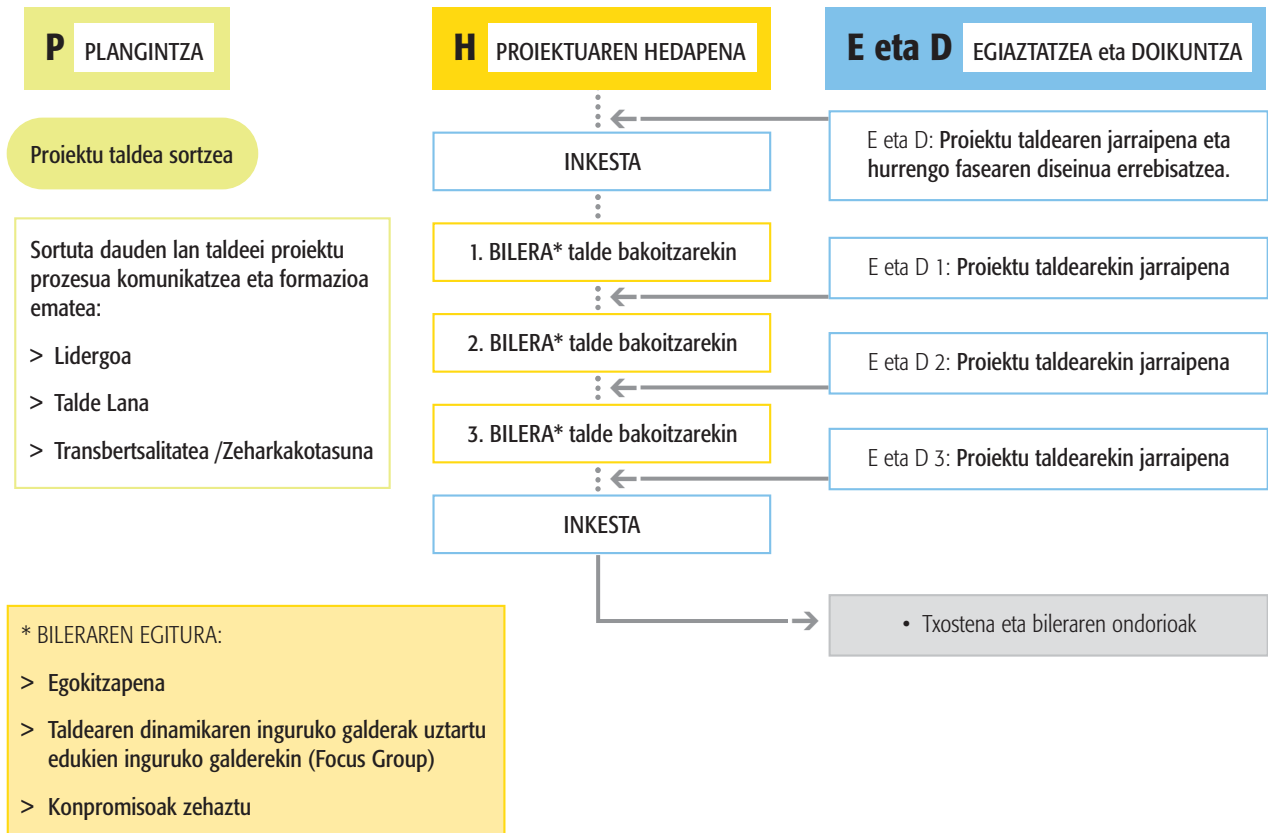 P PLANGINTZA
Proiektu taldea sortzea
Sortuta dauden lan taldeei proiektu
prozesua komunikatzea eta formazioa
ematea:
> Lidergoa
> Talde Lana
> Transbertsalitatea /Zeharkakotasuna
H PROIEKTUAREN HEDAPENA
INKESTA
1. BILERA* talde bakoitzarekin
2. BILERA* talde bakoitzarekin
3. BILERA* talde bakoitzarekin
INKESTA
E eta D EGIAZTATZEA eta DOIKUNTZA
E eta D: Proiektu taldearen jarraipena eta
hurrengo fasearen diseinua errebisatzea.
E eta D 1: Proiektu taldearekin jarraipena
E eta D 2: Proiektu taldearekin jarraipena
E eta D 3: Proiektu taldearekin jarraipena
• Txostena eta bileraren ondorioak
* BILERAREN EGITURA:
> Egokitzapena
> Taldearen dinamikaren inguruko galderak uztartu
edukien inguruko galderekin (Focus Group)
> Konpromisoak zehaztu